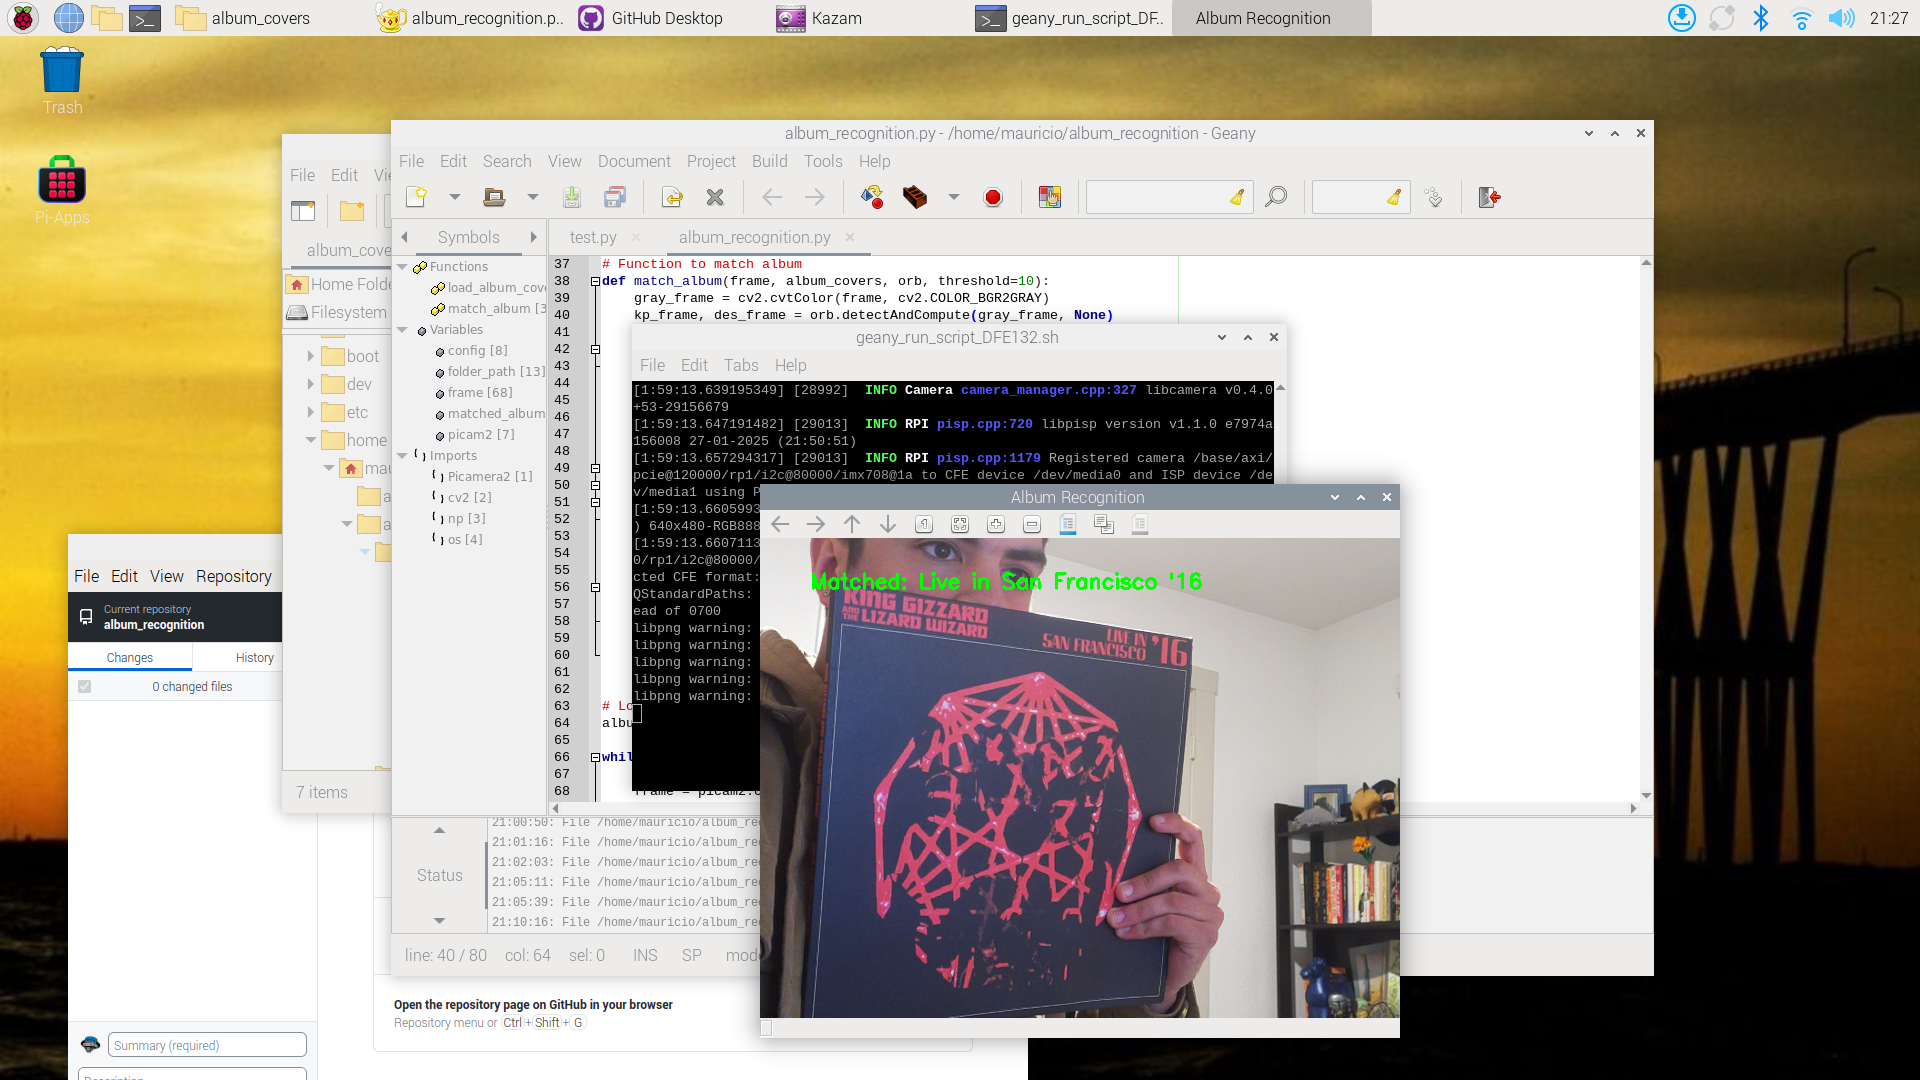 album_covers
album_recognition.p..
GitHub Desktop
Kazam
geany_run_script_DF..
Album Recognition
21:27
Trash
Pi-Apps
album_recognition.py - /home/mauricio/album_recognition - Geany
File Edit Search View Document Project Build Tools Help
File Edit
album_cove
Home Folde
Filesystem
boot
dev
etc
home
mau
7 items
Symbols
test.py
album_recognition.py
Functions
load_album_cove
match_album [3
Variables
config [8]
folder_path [13]
frame [68]
matched_album
picam2 [7]
Imports
Picamera2 [1]
cv2 [2]
np [3]
os [4]
37 # Function to match album
38 def match_album(frame, album_covers, orb, threshold=10):
39 gray_frame = cv2.cvtColor(frame, cv2.COLOR_BGR2GRAY)
40 kp_frame, des_frame = orb.detectAndCompute(gray_frame, None)
41
42
43
44
45
46
47
48
49
50
51
52
53
54
55
56
57
58
59
60
61
62
63 # Lo
64 albu
65
66 whil
67
68
geany_run_script_DFE132.sh
File Edit Tabs Help
[1:59:13.639195349] [28992] INFO Camera camera_manager.cpp:327 libcamera v0.4.0
+53-29156679
[1:59:13.647191482] [29013] INFO RPI pisp.cpp:720 libpisp version v1.1.0 e7974a
156008 27-01-2025 (21:50:51)
[1:59:13.657294317] [29013] INFO RPI pisp.cpp:1179 Registered camera /base/axi/
pcie@120000/rp1/i2c@80000/imx708@1a to CFE device /dev/media0 and ISP device /de
v/media1 using P
[1:59:13.6605993
) 640x480-RGB888
[1:59:13.6607113
0/rp1/i2c@80000/
cted CFE format:
QStandardPaths:
ead of 0700
libpng warning:
libpng warning:
libpng warning:
libpng warning:
libpng warning:
Album Recognition
Matched: Live in San Francisco '16
KING GIZZARD
AND THE LIZARD WIZARD
LIVE IN SAN FRANCISCO '16
Status
21:00:50: File /home/mauricio/album_rec
21:01:16: File /home/mauricio/album_rec
21:02:03: File /home/mauricio/album_rec
21:05:11: File /home/mauricio/album_rec
21:05:39: File /home/mauricio/album_rec
21:10:16: File /home/mauricio/album_rec
line: 40 / 80 col: 64 sel: 0 INS SP mod
File Edit View Repository
Current repository
album_recognition
Changes
History
0 changed files
Open the repository page on GitHub in your browser
Repository menu or Ctrl + Shift + G
Summary (required)